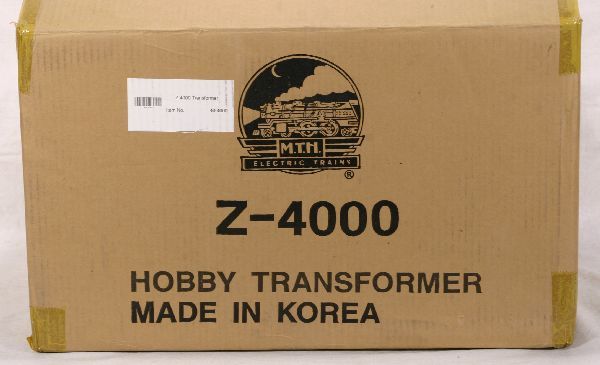 Z-4000 Transformer
Item No.
M.T.H.
ELECTRIC TRAINS
®
Z-4000
HOBBY TRANSFORMER
MADE IN KOREA